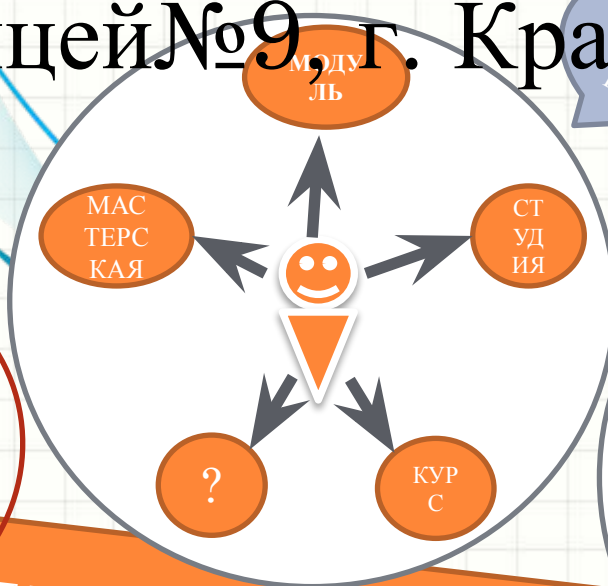 цей№9, г. Кра
МОДУ
ЛЬ
МАС
ТЕРС
КАЯ
СТ
УД
ИЯ
?
КУР
С